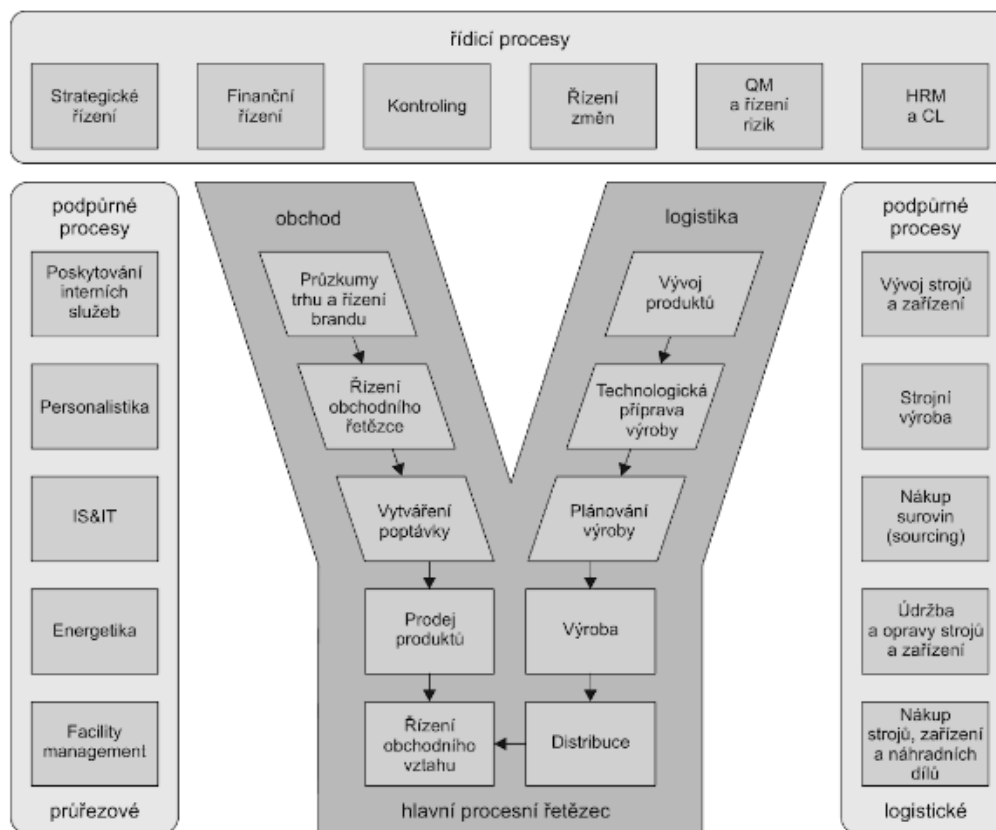 řídicí procesy
Strategické
řízení
Finanční
řízení
Kontroling
Řízení
změn
QM
a řízení
rizik
HRM
a CL
podpůrné
procesy
Poskytování
interních
služeb
Personalistika
IS&IT
Energetika
Facility
management
průřezové
obchod
Průzkumy
trhu a řízení
brandu
Řízení
obchodního
řetězce
Vytváření
poptávky
Prodej
produktů
Řízení
obchodního
vztahu
logistika
Vývoj
produktů
Technologická
příprava
výroby
Plánování
výroby
Výroba
Distribuce
hlavní procesní řetězec
podpůrné
procesy
Vývoj strojů
a zařízení
Strojní
výroba
Nákup
surovin
(sourcing)
Údržba
a opravy strojů
a zařízení
Nákup
strojů, zařízení
a náhradních
dílů
logistické